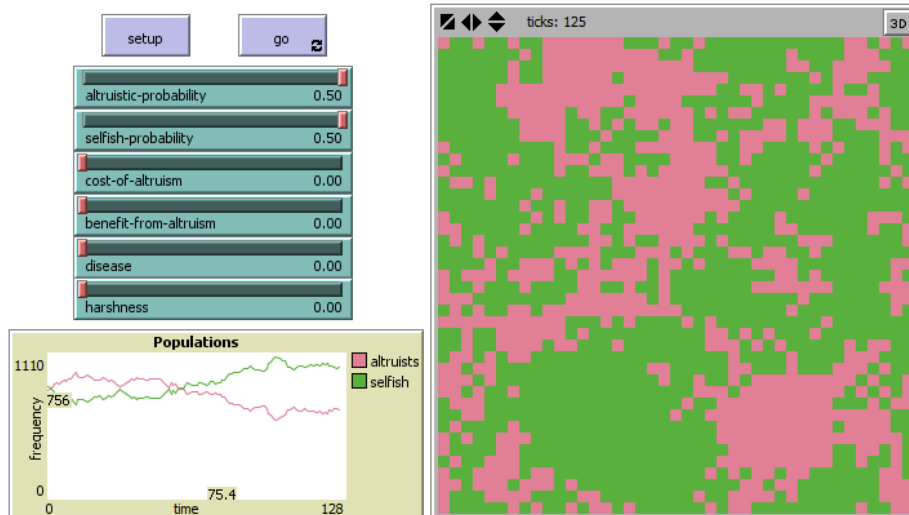 setup
go
ticks: 125
3D
altruistic-probability 0.50
selfish-probability 0.50
cost-of-altruism 0.00
benefit-from-altruism 0.00
disease 0.00
harshness 0.00
Populations
1110
altruists
selfish
756
frequency
75.4
0
0 time 128